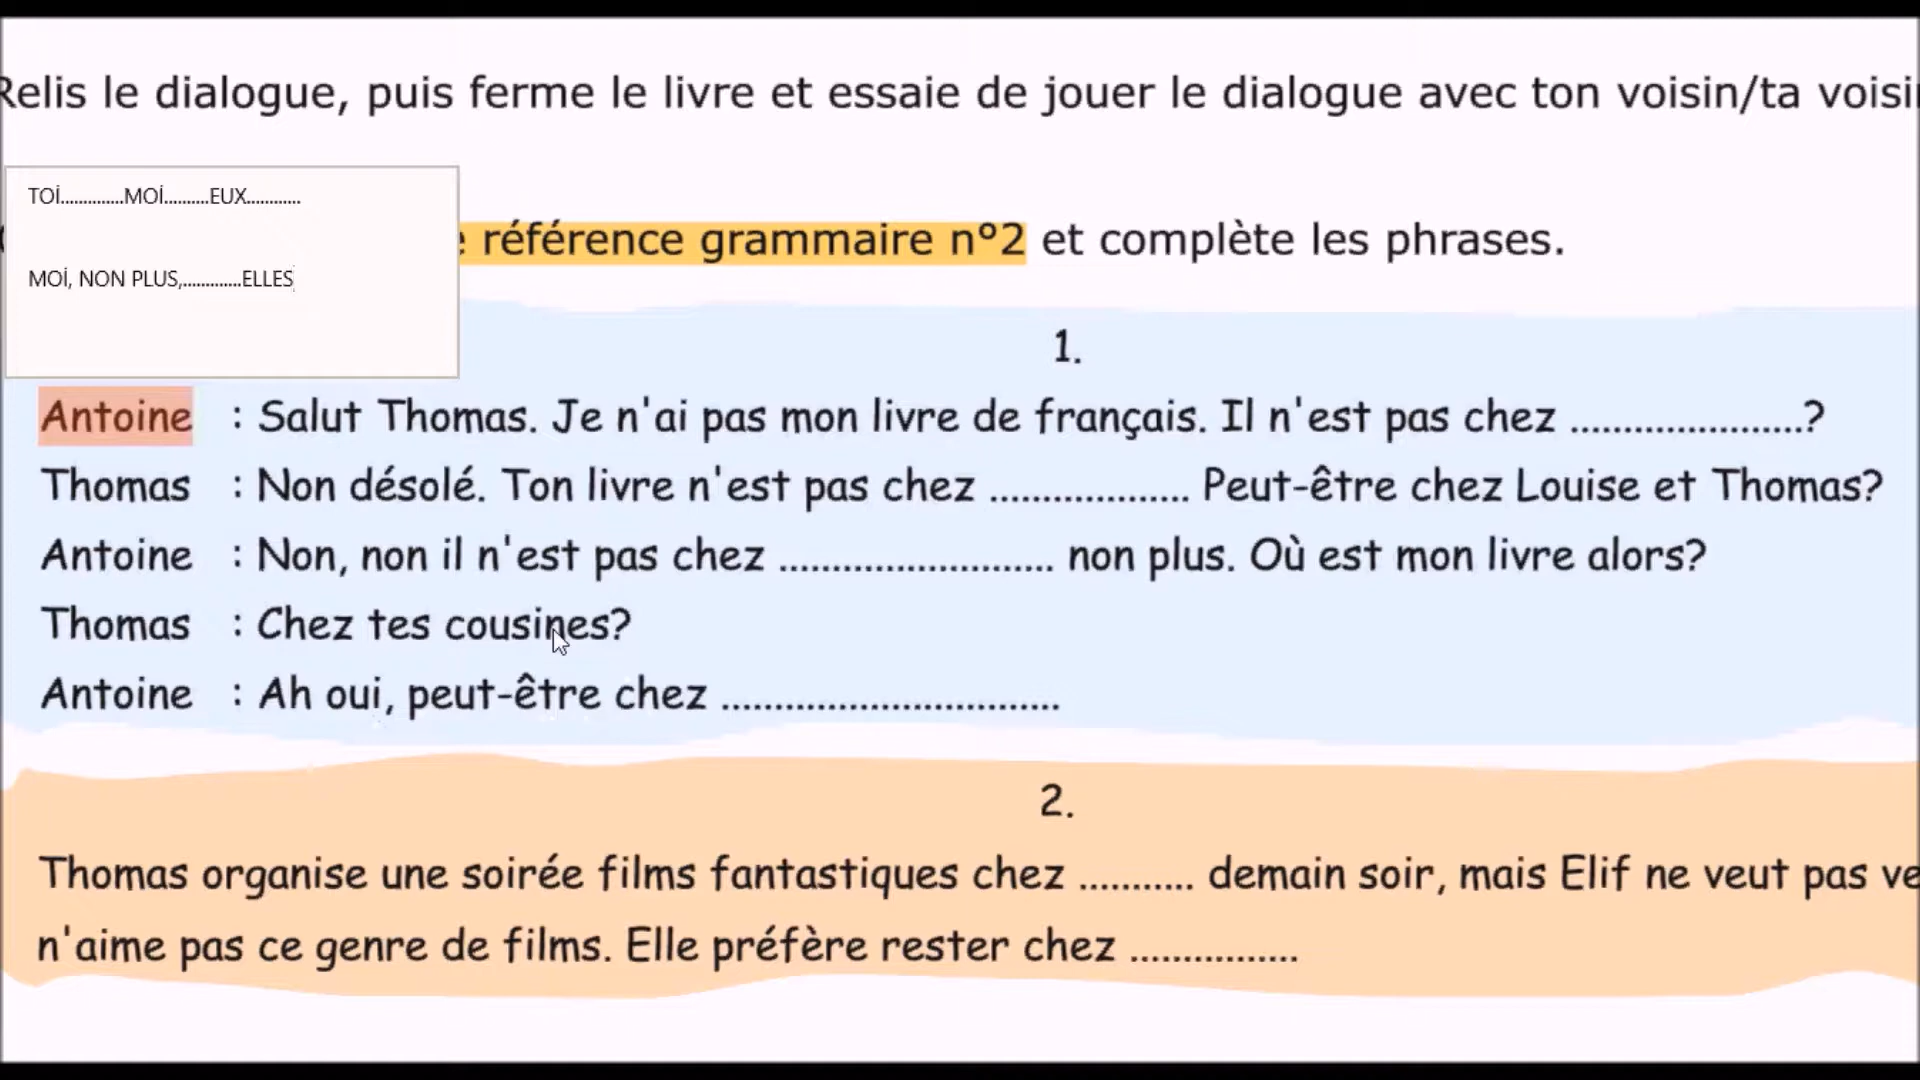 Relis le dialogue, puis ferme le livre et essaie de jouer le dialogue avec ton voisin/ta
TOİ..............MOİ..........EUX............
référence grammaire n°2 et complète les phrases.
MOİ, NON PLUS,.............ELLES
1.
Antoine : Salut Thomas. Je n'ai pas mon livre de français. Il n'est pas chez ......................?
Thomas : Non désolé. Ton livre n'est pas chez ................... Peut-être chez Louise et Thomas?
Antoine : Non, non il n'est pas chez .......................... non plus. Où est mon livre alors?
Thomas : Chez tes cousines?
Antoine : Ah oui, peut-être chez ................................
2.
Thomas organise une soirée films fantastiques chez ........... demain soir, mais Elif ne veut pas ve
n'aime pas ce genre de films. Elle préfère rester chez ................